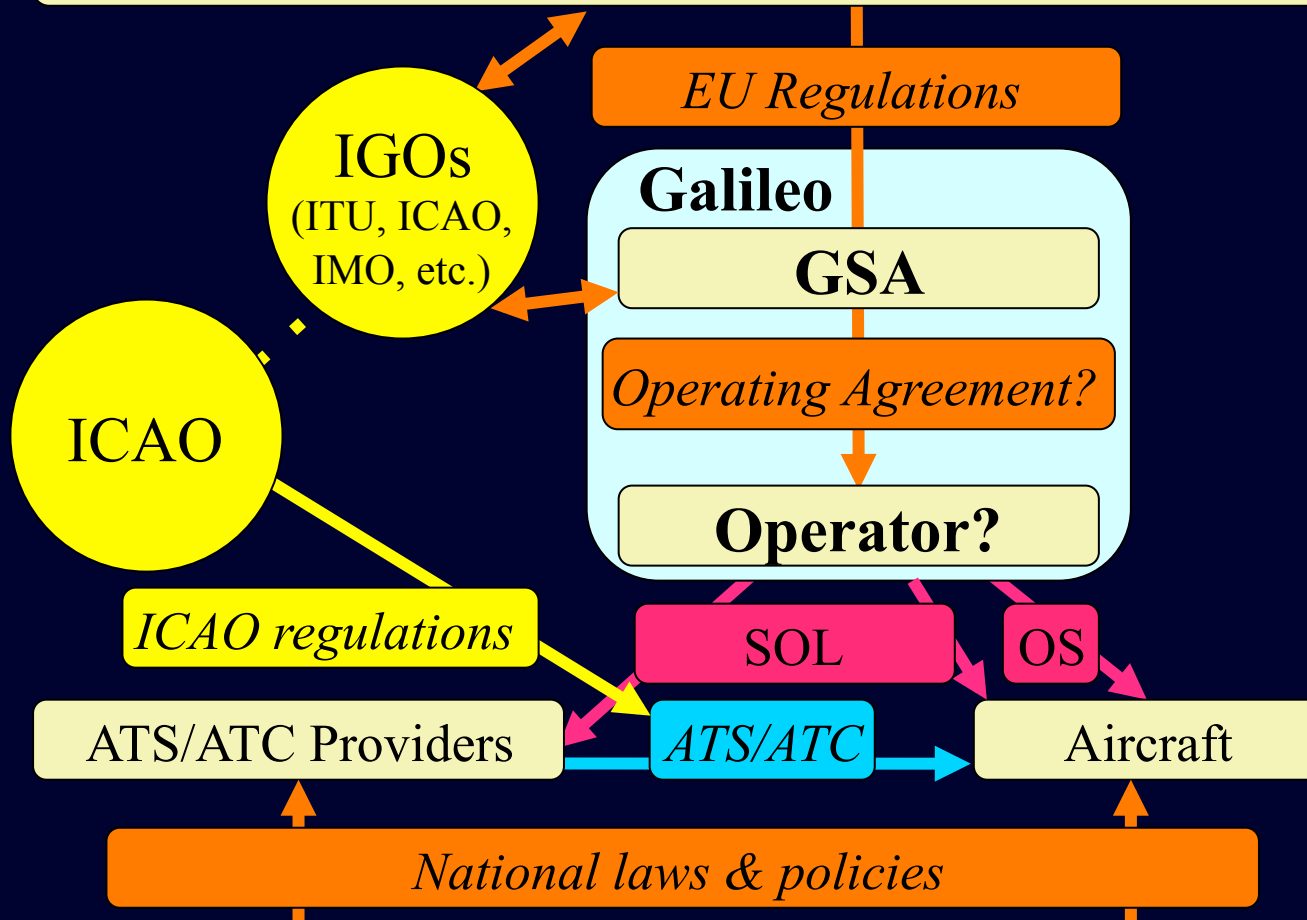 EU Regulations
IGOs
(ITU, ICAO,
IMO, etc.)
Galileo
GSA
Operating Agreement?
ICAO
Operator?
ICAO regulations
SOL
OS
ATS/ATC Providers
ATS/ATC
Aircraft
National laws & policies